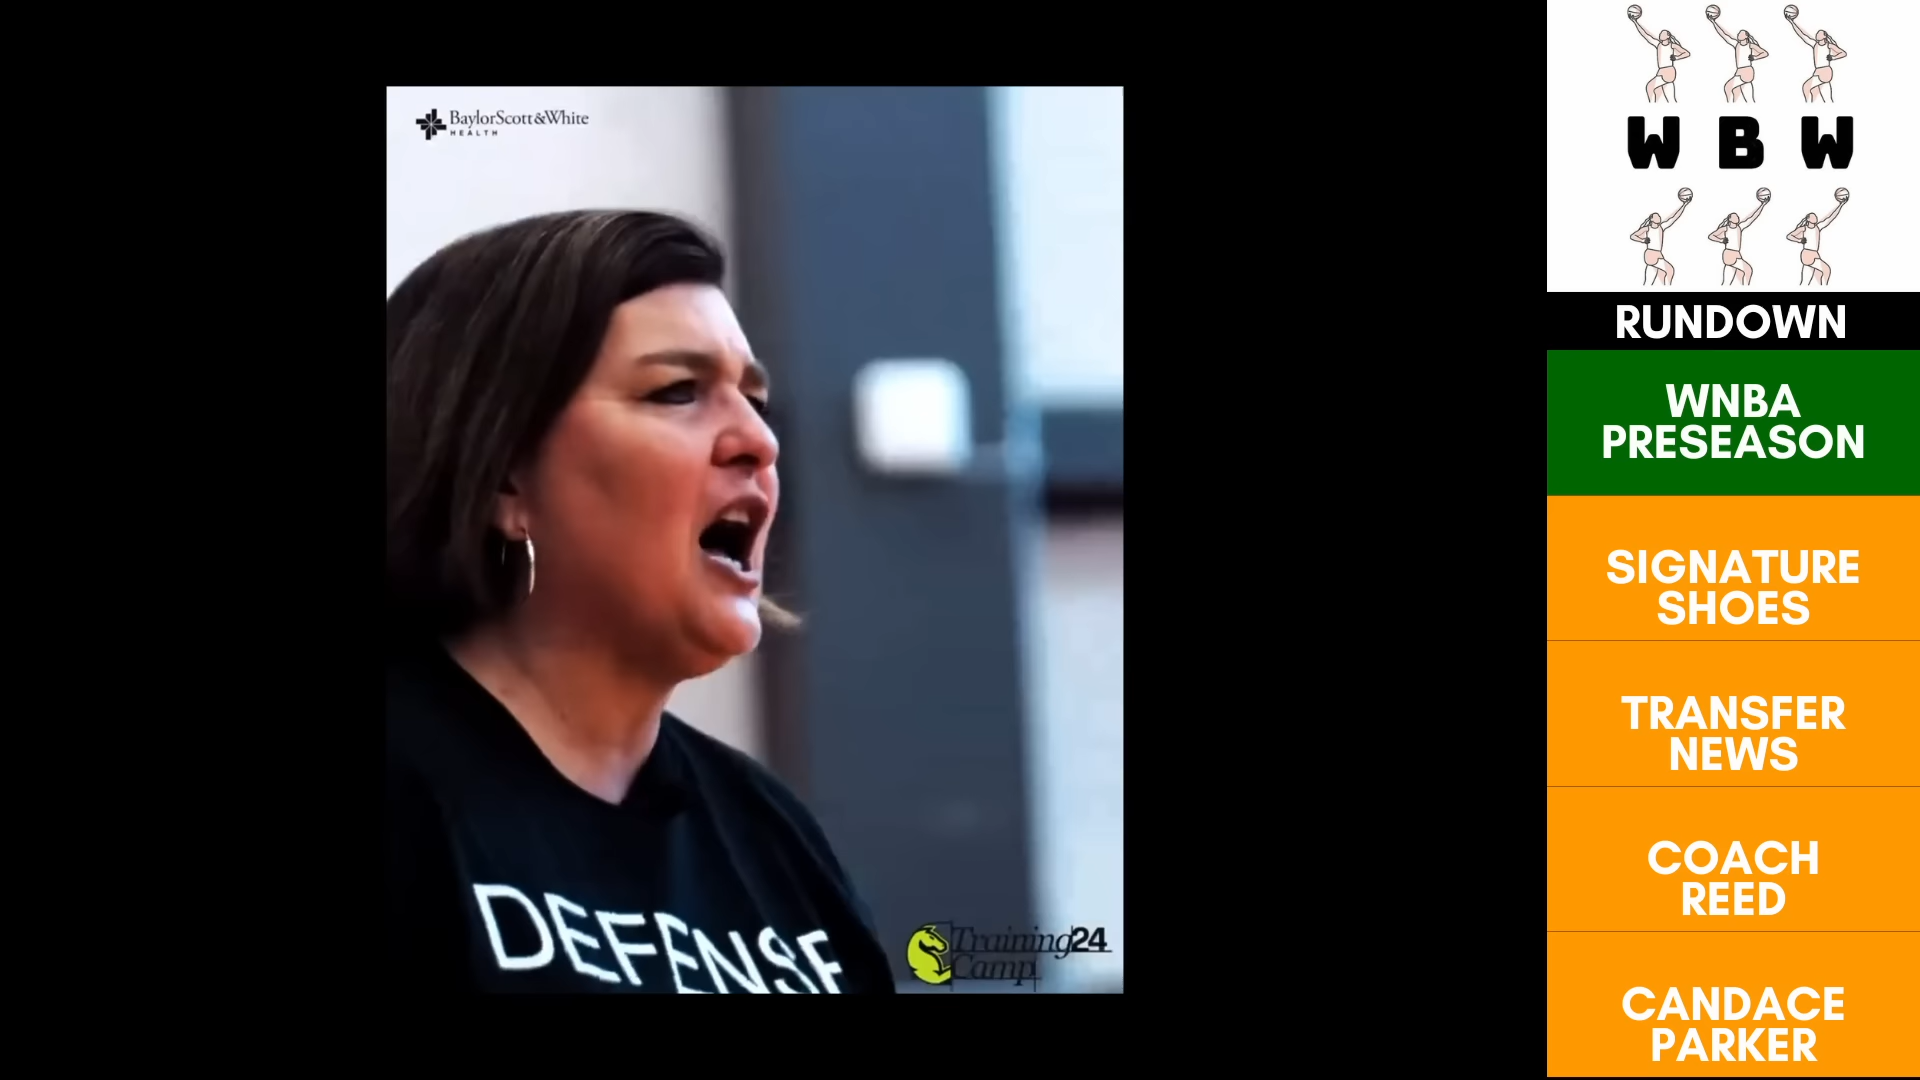 BaylorScott&White
HEALTH
DEFENSE
Training24
Camp
W B W
RUNDOWN
WNBA
PRESEASON
SIGNATURE
SHOES
TRANSFER
NEWS
COACH
REED
CANDACE
PARKER